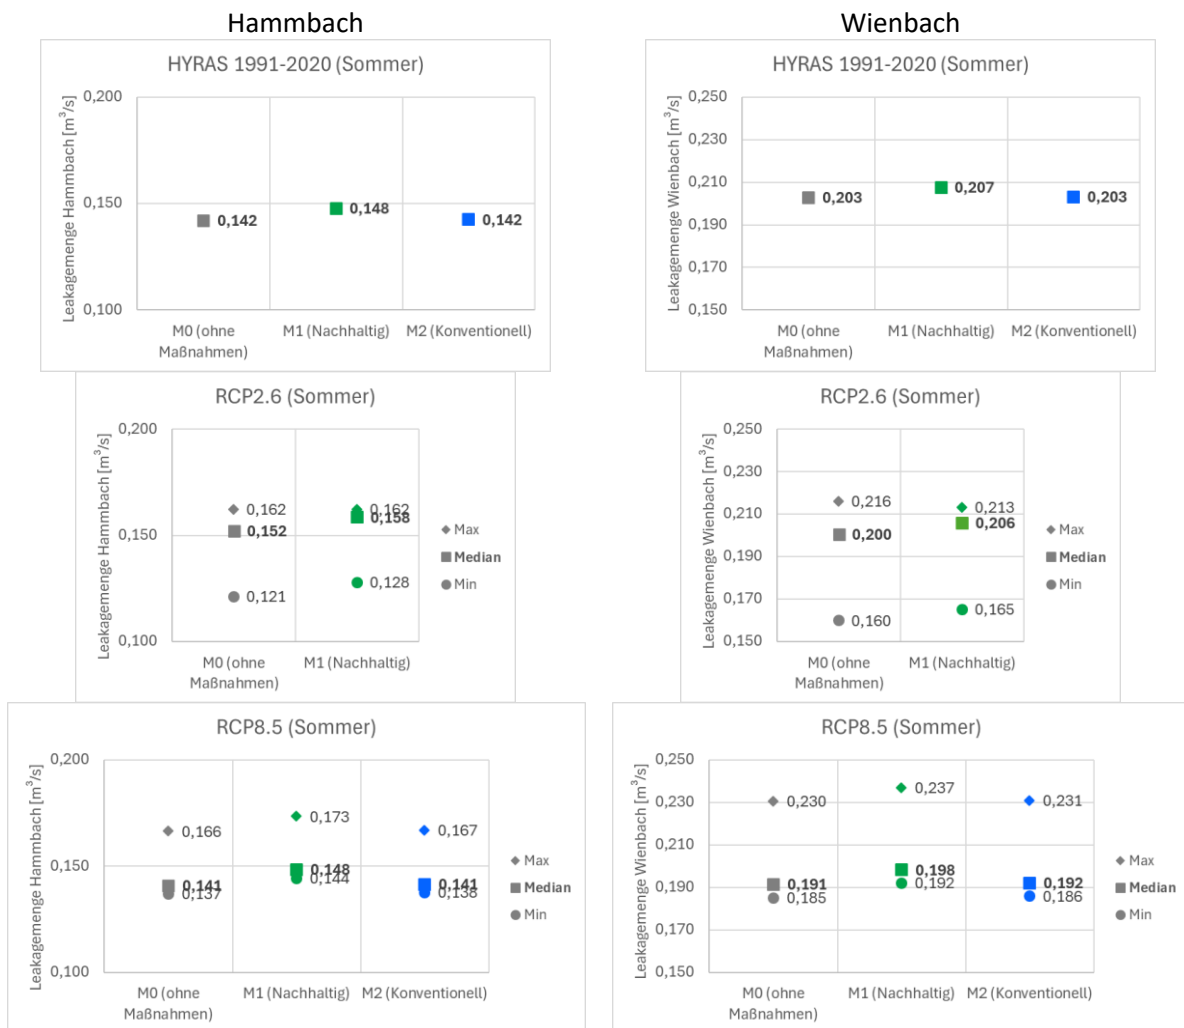 Hammbach
Wienbach
HYRAS 1991-2020 (Sommer)
Leakagemenge Hammbach [m³/s]
0,200
0,150
0,100
0,142
0,148
0,142
M0 (ohne
Maßnahmen)
M1 (Nachhaltig)
M2 (Konventionell)
HYRAS 1991-2020 (Sommer)
Leakagemenge Wienbach [m³/s]
0,250
0,230
0,210
0,190
0,170
0,150
0,203
0,207
0,203
M0 (ohne
Maßnahmen)
M1 (Nachhaltig)
M2 (Konventionell)
RCP2.6 (Sommer)
Leakagemenge Hammbach [m³/s]
0,200
0,150
0,100
0,162
0,152
0,121
0,162
0,158
0,128
M0 (ohne
Maßnahmen)
M1 (Nachhaltig)
Max
Median
Min
RCP2.6 (Sommer)
Leakagemenge Wienbach [m³/s]
0,250
0,230
0,210
0,190
0,170
0,150
0,216
0,200
0,160
0,213
0,206
0,165
M0 (ohne
Maßnahmen)
M1 (Nachhaltig)
Max
Median
Min
RCP8.5 (Sommer)
Leakagemenge Hammbach [m³/s]
0,200
0,150
0,100
0,166
0,141
0,137
0,173
0,148
0,144
0,167
0,141
0,138
M0 (ohne
Maßnahmen)
M1 (Nachhaltig)
M2 (Konventionell)
Max
Median
Min
RCP8.5 (Sommer)
Leakagemenge Wienbach [m³/s]
0,250
0,230
0,210
0,190
0,170
0,150
0,230
0,191
0,185
0,237
0,198
0,192
0,231
0,192
0,186
M0 (ohne
Maßnahmen)
M1 (Nachhaltig)
M2 (Konventionell)
Max
Median
Min